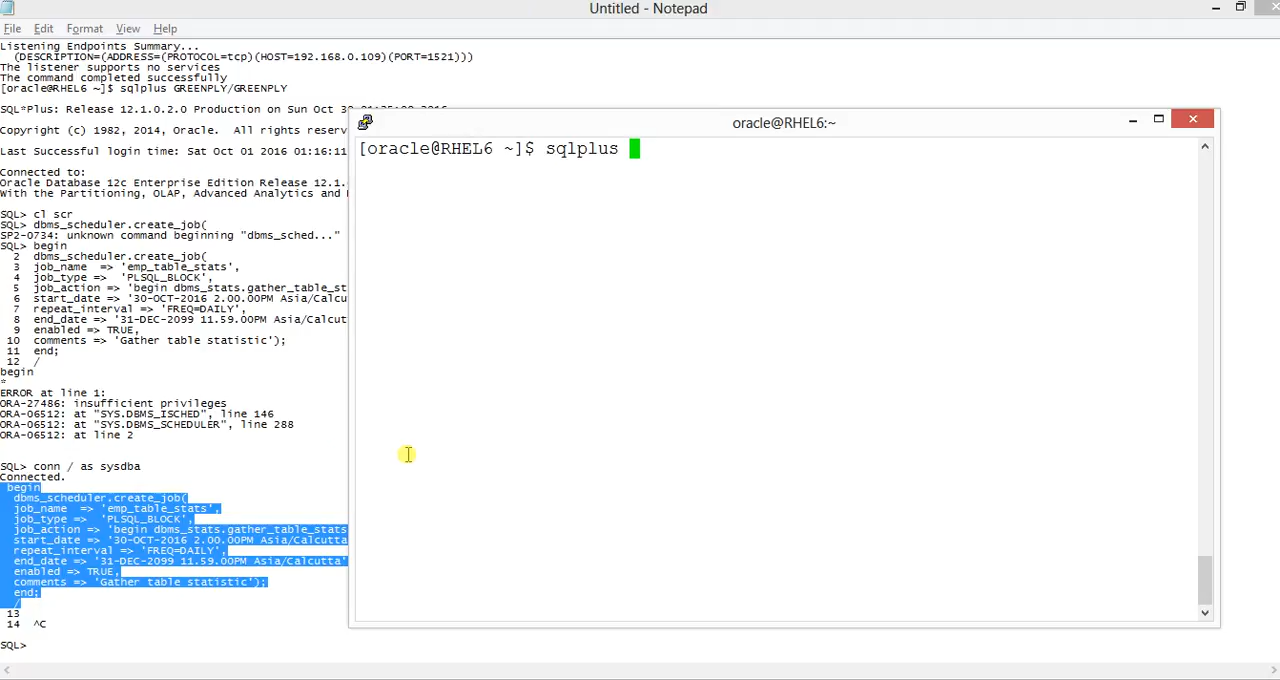 Untitled - Notepad
File Edit Format View Help
Listening Endpoints Summary...
(DESCRIPTION=(ADDRESS=(PROTOCOL=tcp)(HOST=192.168.0.109)(PORT=1521)))
The listener supports no services
The command completed successfully
[oracle@RHEL6 ~]$ sqlplus GREENPLY/GREENPLY
SQL*Plus: Release 12.1.0.2.0 Production on Sun Oct
Copyright (c) 1982, 2014, Oracle.  All rights reserv
Last Successful login time: Sat Oct 01 2016 01:16:11
Connected to:
Oracle Database 12c Enterprise Edition Release 12.1.
With the Partitioning, OLAP, Advanced Analytics and
SQL> cl scr
SQL> dbms_scheduler.create_job(
SP2-0734: unknown command beginning "dbms_sched..."
SQL> begin
2  dbms_scheduler.create_job(
3  job_name  => 'emp_table_stats',
4  job_type =>  'PLSQL_BLOCK',
5  job_action => 'begin dbms_stats.gather_table_st
6  start_date => '30-OCT-2016 2.00.00PM Asia/Calcu
7  repeat_interval => 'FREQ=DAILY',
8  end_date => '31-DEC-2099 11.59.00PM Asia/Calcut
9  enabled => TRUE,
10  comments => 'Gather table statistic');
11  end;
12  /
begin
*
ERROR at line 1:
ORA-27486: insufficient privileges
ORA-06512: at "SYS.DBMS_ISCHED", line 146
ORA-06512: at "SYS.DBMS_SCHEDULER", line 288
ORA-06512: at line 2
SQL> conn / as sysdba
Connected.
begin
dbms_scheduler.create_job(
job_name  => 'emp_table_stats',
job_type =>  'PLSQL_BLOCK',
job_action => 'begin dbms_stats.gather_table_stats
start_date => '30-OCT-2016 2.00.00PM Asia/Calcutta
repeat_interval => 'FREQ=DAILY',
end_date => '31-DEC-2099 11.59.00PM Asia/Calcutta'
enabled => TRUE,
comments => 'Gather table statistic');
end;
/
13
14  ^C
SQL>
oracle@RHEL6:~
[oracle@RHEL6 ~]$ sqlplus